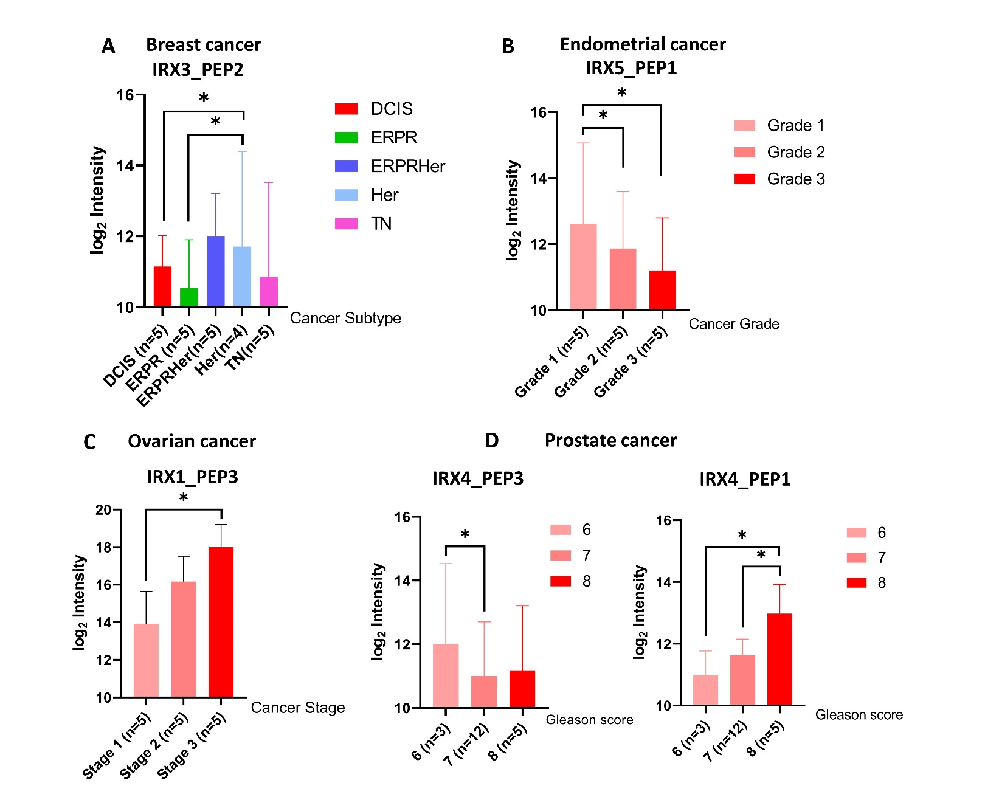 A Breast cancer
IRX3_PEP2
*
*
16
14
12
10
log2 Intensity
DCIS (n=5)
ERPR (n=5)
ERPRHer(n=5)
Her(n=4)
TN(n=5)
Cancer Subtype
DCIS
ERPR
ERPRHer
Her
TN
B Endometrial cancer
IRX5_PEP1
*
*
16
14
12
10
log2 Intensity
Grade 1 (n=5)
Grade 2 (n=5)
Grade 3 (n=5)
Cancer Grade
Grade 1
Grade 2
Grade 3
C Ovarian cancer
IRX1_PEP3
*
20
18
16
14
12
10
log2 Intensity
Stage 1 (n=5)
Stage 2 (n=5)
Stage 3 (n=5)
Cancer Stage
D Prostate cancer
IRX4_PEP3
*
16
14
12
10
log2 Intensity
6 (n=3)
7 (n=12)
8 (n=5)
Gleason score
6
7
8
IRX4_PEP1
*
*
16
14
12
10
log2 Intensity
6 (n=3)
7 (n=12)
8 (n=5)
Gleason score
6
7
8